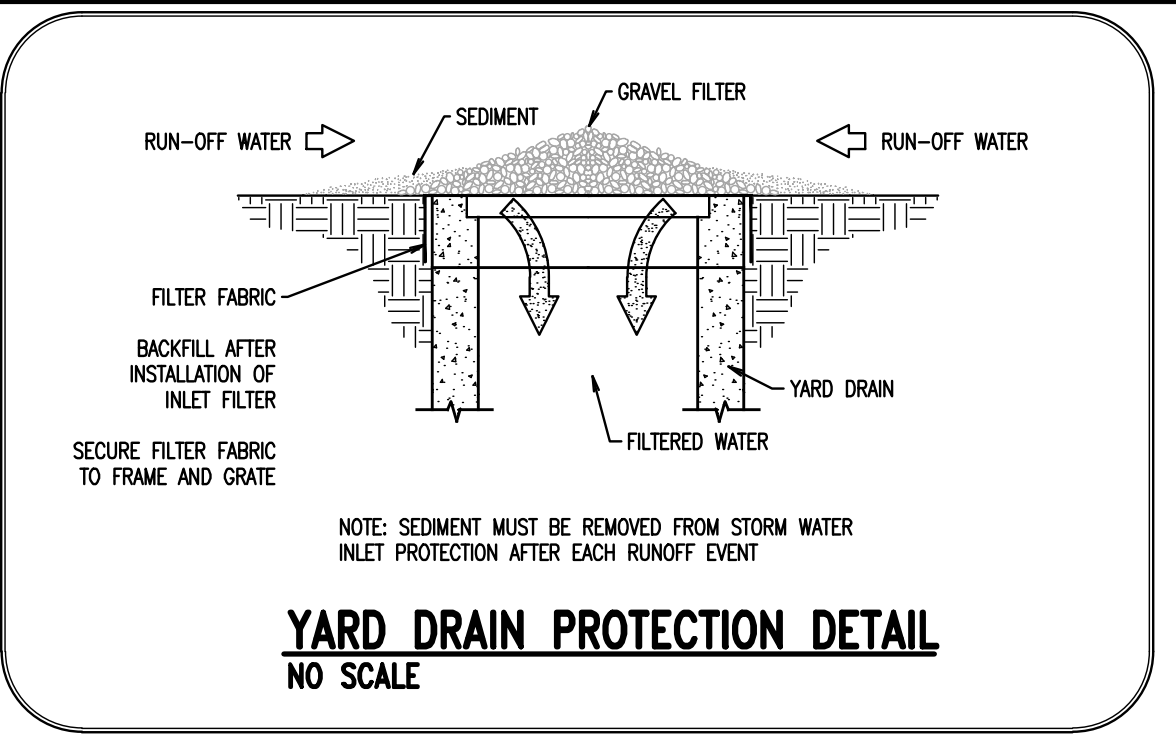 GRAVEL FILTER
SEDIMENT
RUN-OFF WATER
RUN-OFF WATER
FILTER FABRIC
BACKFILL AFTER
INSTALLATION OF
INLET FILTER
YARD DRAIN
FILTERED WATER
SECURE FILTER FABRIC
TO FRAME AND GRATE
NOTE: SEDIMENT MUST BE REMOVED FROM STORM WATER
INLET PROTECTION AFTER EACH RUNOFF EVENT
YARD DRAIN PROTECTION DETAIL
NO SCALE